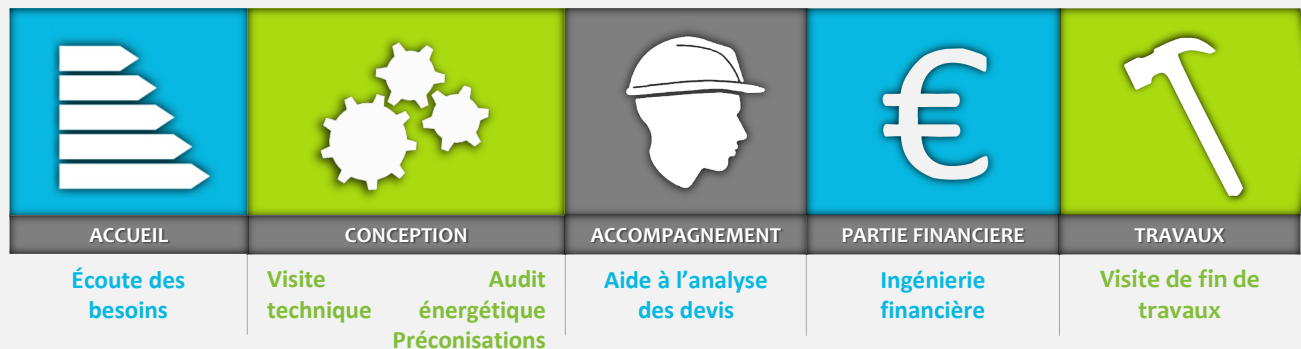 ACCUEIL
CONCEPTION
ACCOMPAGNEMENT
PARTIE FINANCIERE
TRAVAUX
Écoute des
besoins
Visite Audit
technique énergétique
Préconisations
Aide à l’analyse
des devis
Ingénierie
financière
Visite de fin de
travaux